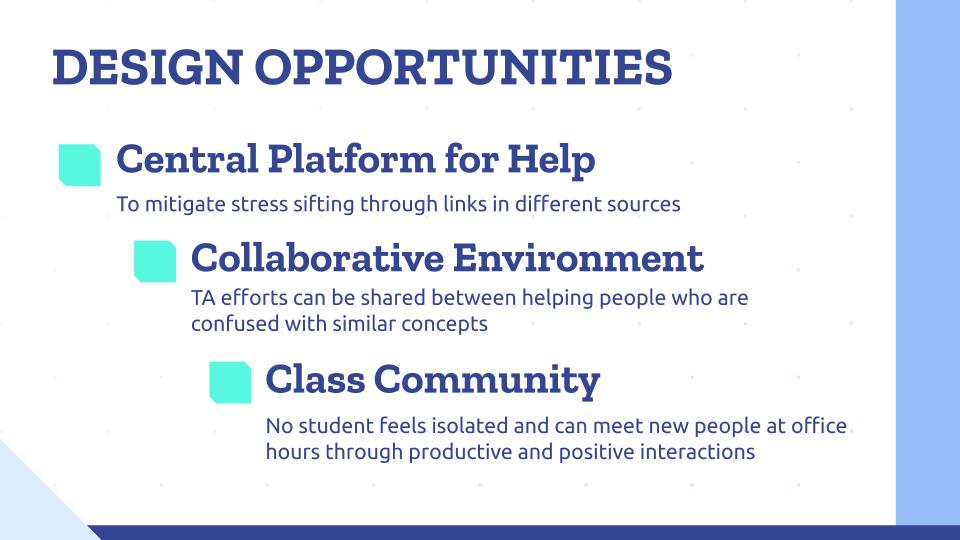 DESIGN OPPORTUNITIES
Central Platform for Help
To mitigate stress sifting through links in different sources
Collaborative Environment
TA efforts can be shared between helping people who are
confused with similar concepts
Class Community
No student feels isolated and can meet new people at office
hours through productive and positive interactions